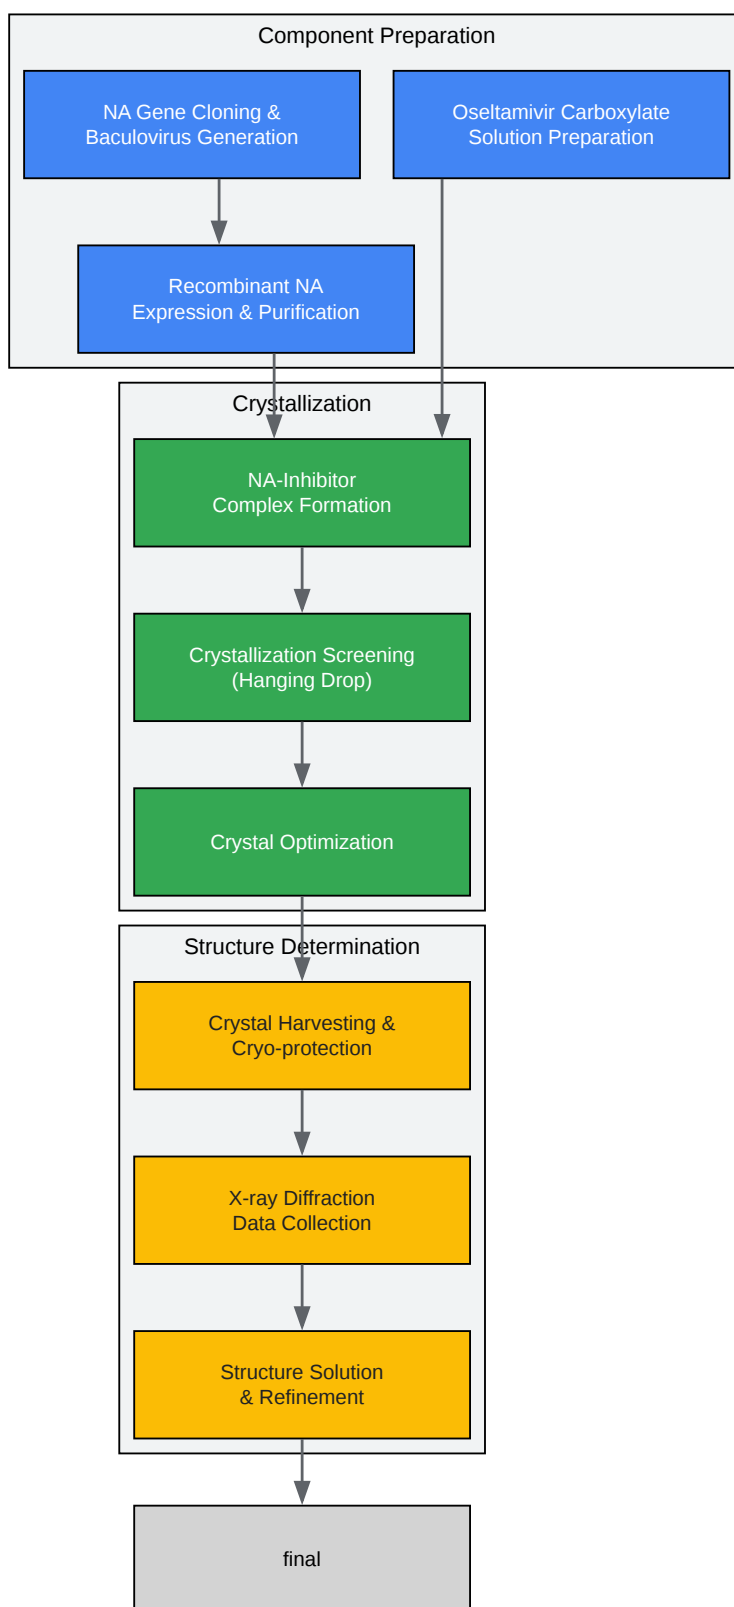 Component Preparation
NA Gene Cloning &
Baculovirus Generation
Oseltamivir Carboxylate
Solution Preparation
Recombinant NA
Expression & Purification
Crystallization
NA-Inhibitor
Complex Formation
Crystallization Screening
(Hanging Drop)
Crystal Optimization
Structure Determination
Crystal Harvesting &
Cryo-protection
X-ray Diffraction
Data Collection
Structure Solution
& Refinement
final